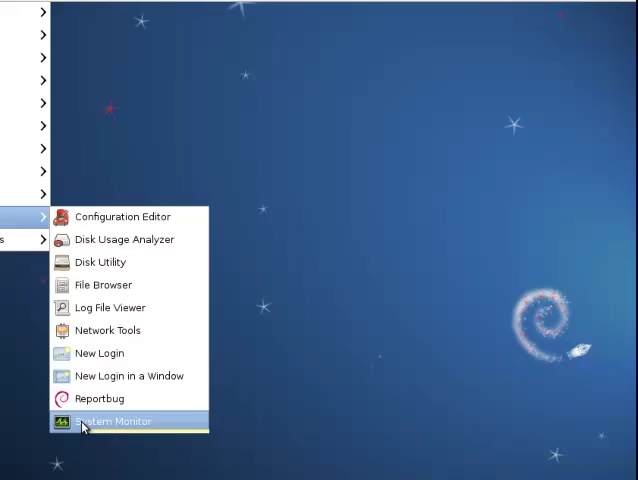 s
Configuration Editor
Disk Usage Analyzer
Disk Utility
File Browser
Log File Viewer
Network Tools
New Login
New Login in a Window
Reportbug
System Monitor